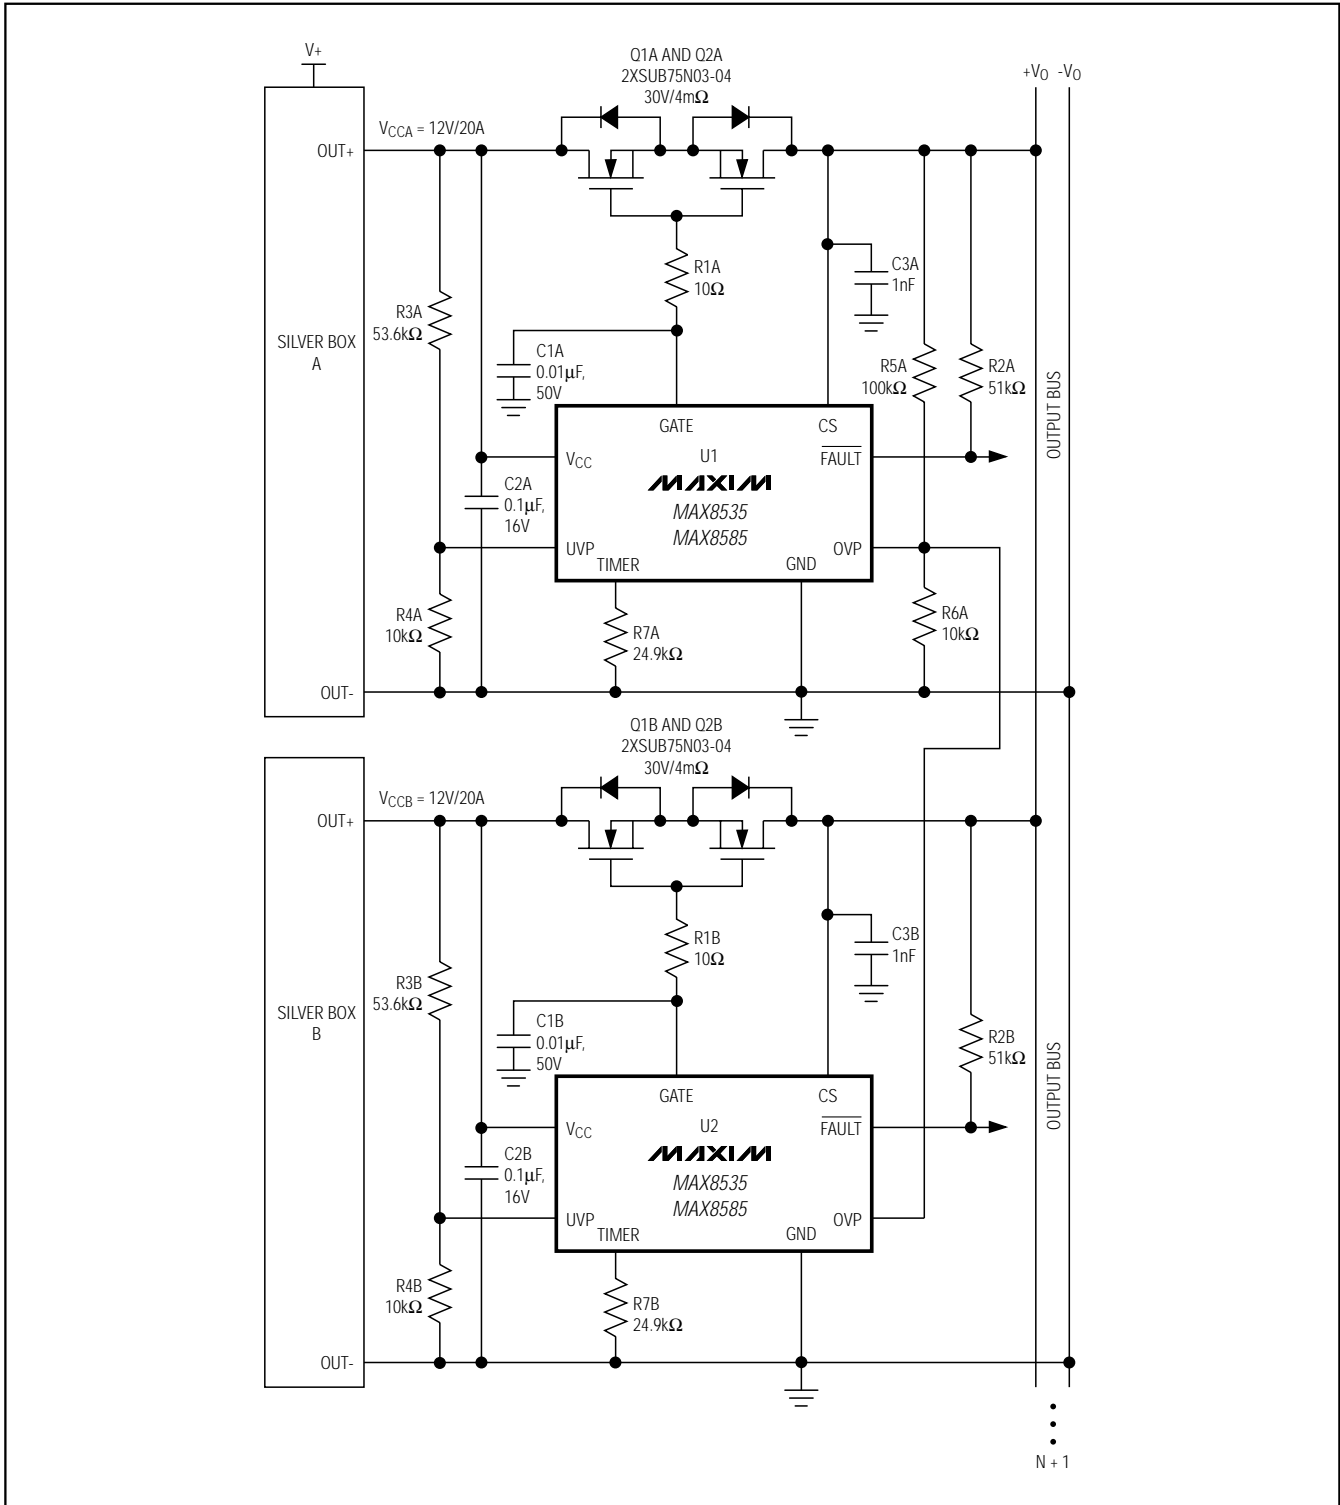 V+
Q1A AND Q2A
2XSUB75N03-04
30V/4mΩ
+VO -VO
VCCA = 12V/20A
OUT+
R1A
10Ω
C3A
1nF
R3A
53.6kΩ
SILVER BOX
A
C1A
0.01µF,
50V
R5A
100kΩ
R2A
51kΩ
OUTPUT BUS
GATE
CS
U1
VCC
FAULT
MAXIM
C2A
0.1µF,
16V
MAX8535
MAX8585
UVP
OVP
TIMER
GND
R4A
10kΩ
R7A
24.9kΩ
R6A
10kΩ
OUT-
Q1B AND Q2B
2XSUB75N03-04
30V/4mΩ
VCCB = 12V/20A
OUT+
R1B
10Ω
C3B
1nF
R3B
53.6kΩ
SILVER BOX
B
C1B
0.01µF,
50V
R2B
51kΩ
OUTPUT BUS
GATE
CS
U2
VCC
FAULT
MAXIM
C2B
0.1µF,
16V
MAX8535
MAX8585
UVP
OVP
TIMER
GND
R4B
10kΩ
R7B
24.9kΩ
OUT-
N + 1